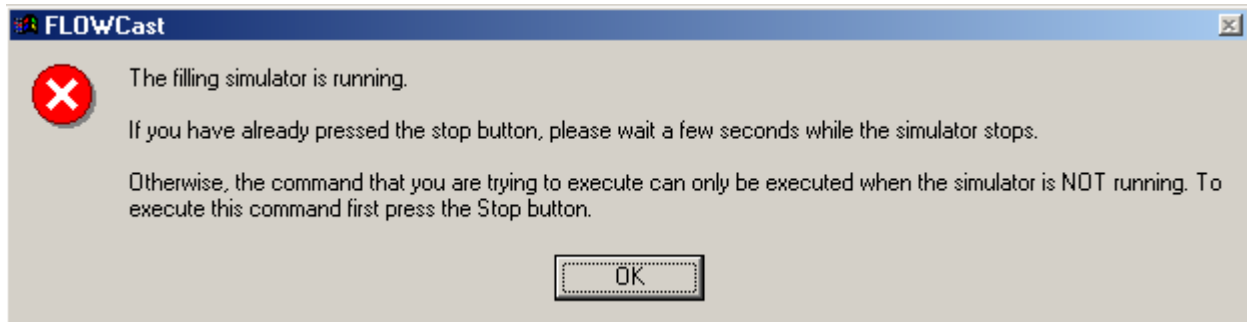 FLOWCast
The filling simulator is running.
If you have already pressed the stop button, please wait a few seconds while the simulator stops.
Otherwise, the command that you are trying to execute can only be executed when the simulator is NOT running. To
execute this command first press the Stop button.
OK